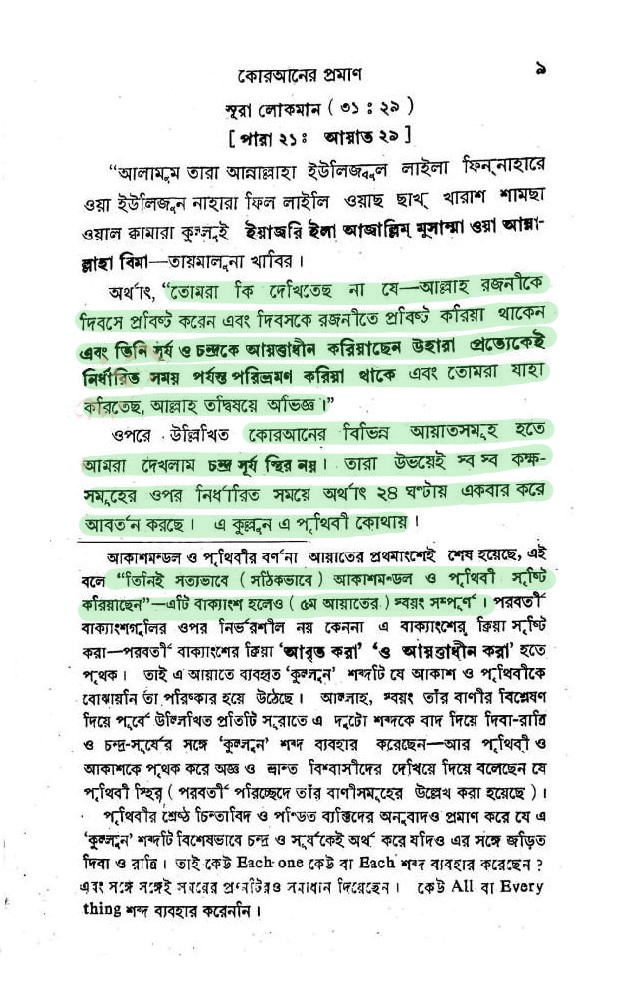 ৯
কোরআনের প্রমাণ
সূরা লোকমান ( ৩১ : ২৯ )
[ পারা ২১ : আয়াত ২৯ ]
“আলাম্‌ম তারা আন্নাল্লাহা ইউলিজুল লাইলা ফিন্‌নাহারে
ওয়া ইউলিজুন নাহারা ফিল লাইলি ওয়াছ ছাখ্‌ খারাশ শামছা
ওয়াল কামারা কুল্লুই ইয়াজরি ইলা আজালিম্‌ মুসাম্মা ওয়া আন্না-
ল্লাহা বিমা—তায়মালুনা খাবির ।
অর্থাৎ, “তোমরা কি দেখিতেছ না যে—আল্লাহ রজনীকে
দিবসে প্রবিষ্ট করেন এবং দিবসকে রজনীতে প্রবিষ্ট করিয়া থাকেন
এবং তিনি সূর্য ও চন্দ্রকে আয়ত্তাধীন করিয়াছেন উহারা প্রত্যেকেই
নির্ধারিত সময় পর্যন্ত পরিভ্রমণ করিয়া থাকে এবং তোমরা যাহা
করিতেছ, আল্লাহ তদ্বিষয়ে অভিজ্ঞ ।”
ওপরে উল্লিখিত কোরআনের বিভিন্ন আয়াতসমূহ হতে
আমরা দেখলাম চন্দ্র সূর্য স্থির নয় । তারা উভয়েই স্ব স্ব কক্ষ-
সমূহের ওপর নির্ধারিত সময়ে অর্থাৎ ২৪ ঘণ্টায় একবার করে
আবর্তন করছে । এ কুল্লুন এ পৃথিবী কোথায় ।
আকাশমন্ডল ও পৃথিবীর বর্ণনা আয়াতের প্রথমাংশেই শেষ হয়েছে, এই
বলে “তিনিই সত্যভাবে ( সঠিকভাবে ) আকাশমন্ডল ও পৃথিবী সৃষ্টি
করিয়াছেন”—এটি বাক্যাংশ হলেও ( ৫ম আয়াতের ) স্বয়ং সম্পূর্ণ । পরবর্তী
বাক্যাংশগুলির ওপর নির্ভরশীল নয় কেননা এ বাক্যাংশের ক্রিয়া সৃষ্টি
করা—পরবর্তী বাক্যাংশের ক্রিয়া ‘আবৃত করা’ ‘ও আয়ত্তাধীন করা’ হতে
পৃথক । তাই এ আয়াতে ব্যবহৃত ‘কুল্লুন’ শব্দটি যে আকাশ ও পৃথিবীকে
বোঝায়নি তা পরিষ্কার হয়ে উঠেছে । আল্লাহ, স্বয়ং তাঁর বাণীর বিশ্লেষণ
দিয়ে পূর্বে উল্লিখিত প্রতিটি সূরাতে এ দুটো শব্দকে বাদ দিয়ে দিবা-রাত্রি
ও চন্দ্র-সূর্যের সঙ্গে ‘কুল্লুন’ শব্দ ব্যবহার করেছেন—আর পৃথিবী ও
আকাশকে পৃথক করে অজ্ঞ ও ভ্রান্ত বিশ্বাসীদের দেখিয়ে দিয়ে বলেছেন যে
পৃথিবী স্থির ( পরবর্তী পরিচ্ছেদে তাঁর বাণীসমূহের উল্লেখ করা হয়েছে ) ।
পৃথিবীর শ্রেষ্ঠ চিন্তাবিদ ও পন্ডিত ব্যক্তিদের অনুবাদও প্রমাণ করে যে এ
‘কুল্লুন’ শব্দটি বিশেষভাবে চন্দ্র ও সূর্যকেই অর্থ করে যদিও এর সঙ্গে জড়িত
দিবা ও রাত্রি । তাই কেউ Each one কেউ বা Each শব্দ ব্যবহার করেছেন ?
এবং সঙ্গে সঙ্গেই সময়ের প্রশ্নটিরও সমাধান দিয়েছেন । কেউ All বা Every
thing শব্দ ব্যবহার করেননি ।